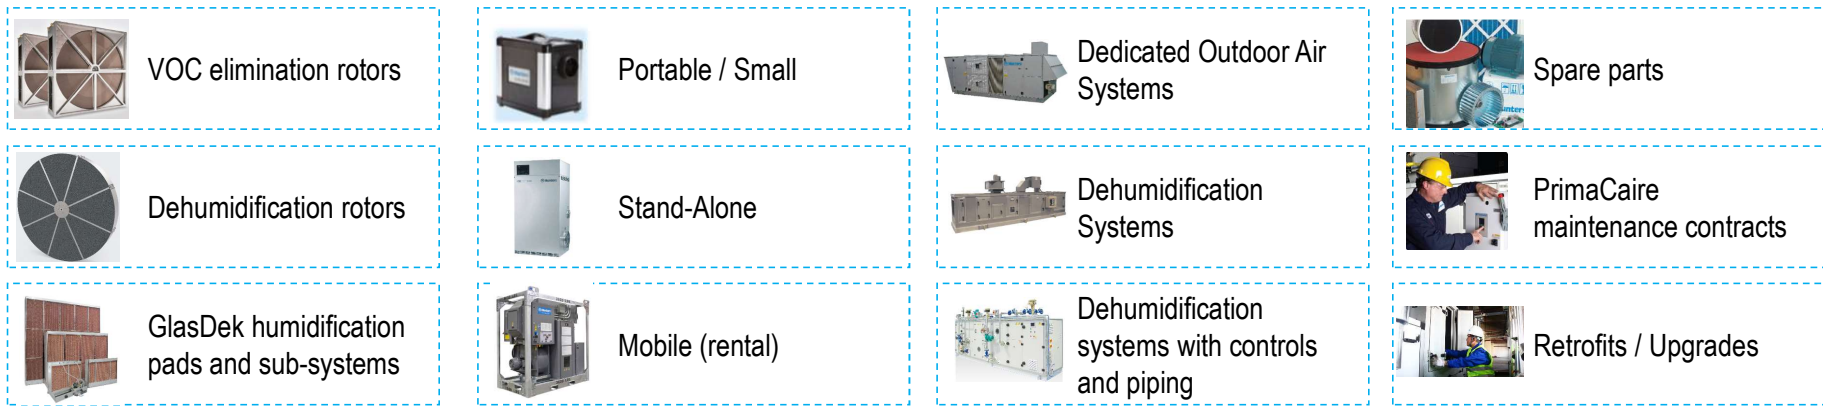 VOC elimination rotors
Portable / Small
Dedicated Outdoor Air
Systems
Spare parts
Dehumidification rotors
Stand-Alone
Dehumidification
Systems
PrimaCaire
maintenance contracts
GlasDek humidification
pads and sub-systems
Mobile (rental)
Dehumidification
systems with controls
and piping
Retrofits / Upgrades